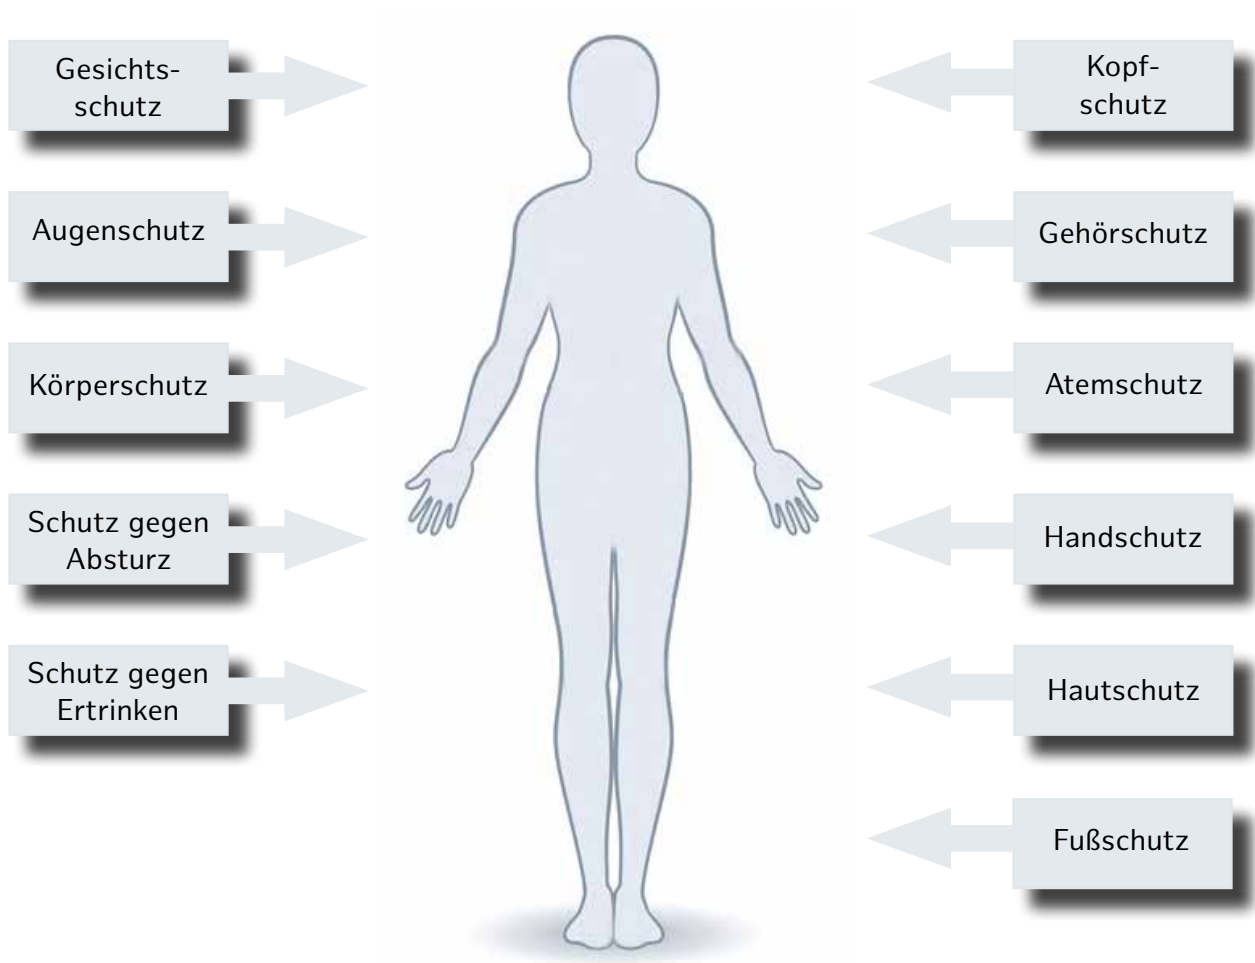 Gesichts-
schutz
Augenschutz
Körperschutz
Schutz gegen
Absturz
Schutz gegen
Ertrinken
Kopf-
schutz
Gehörschutz
Atemschutz
Handschutz
Hautschutz
Fußschutz